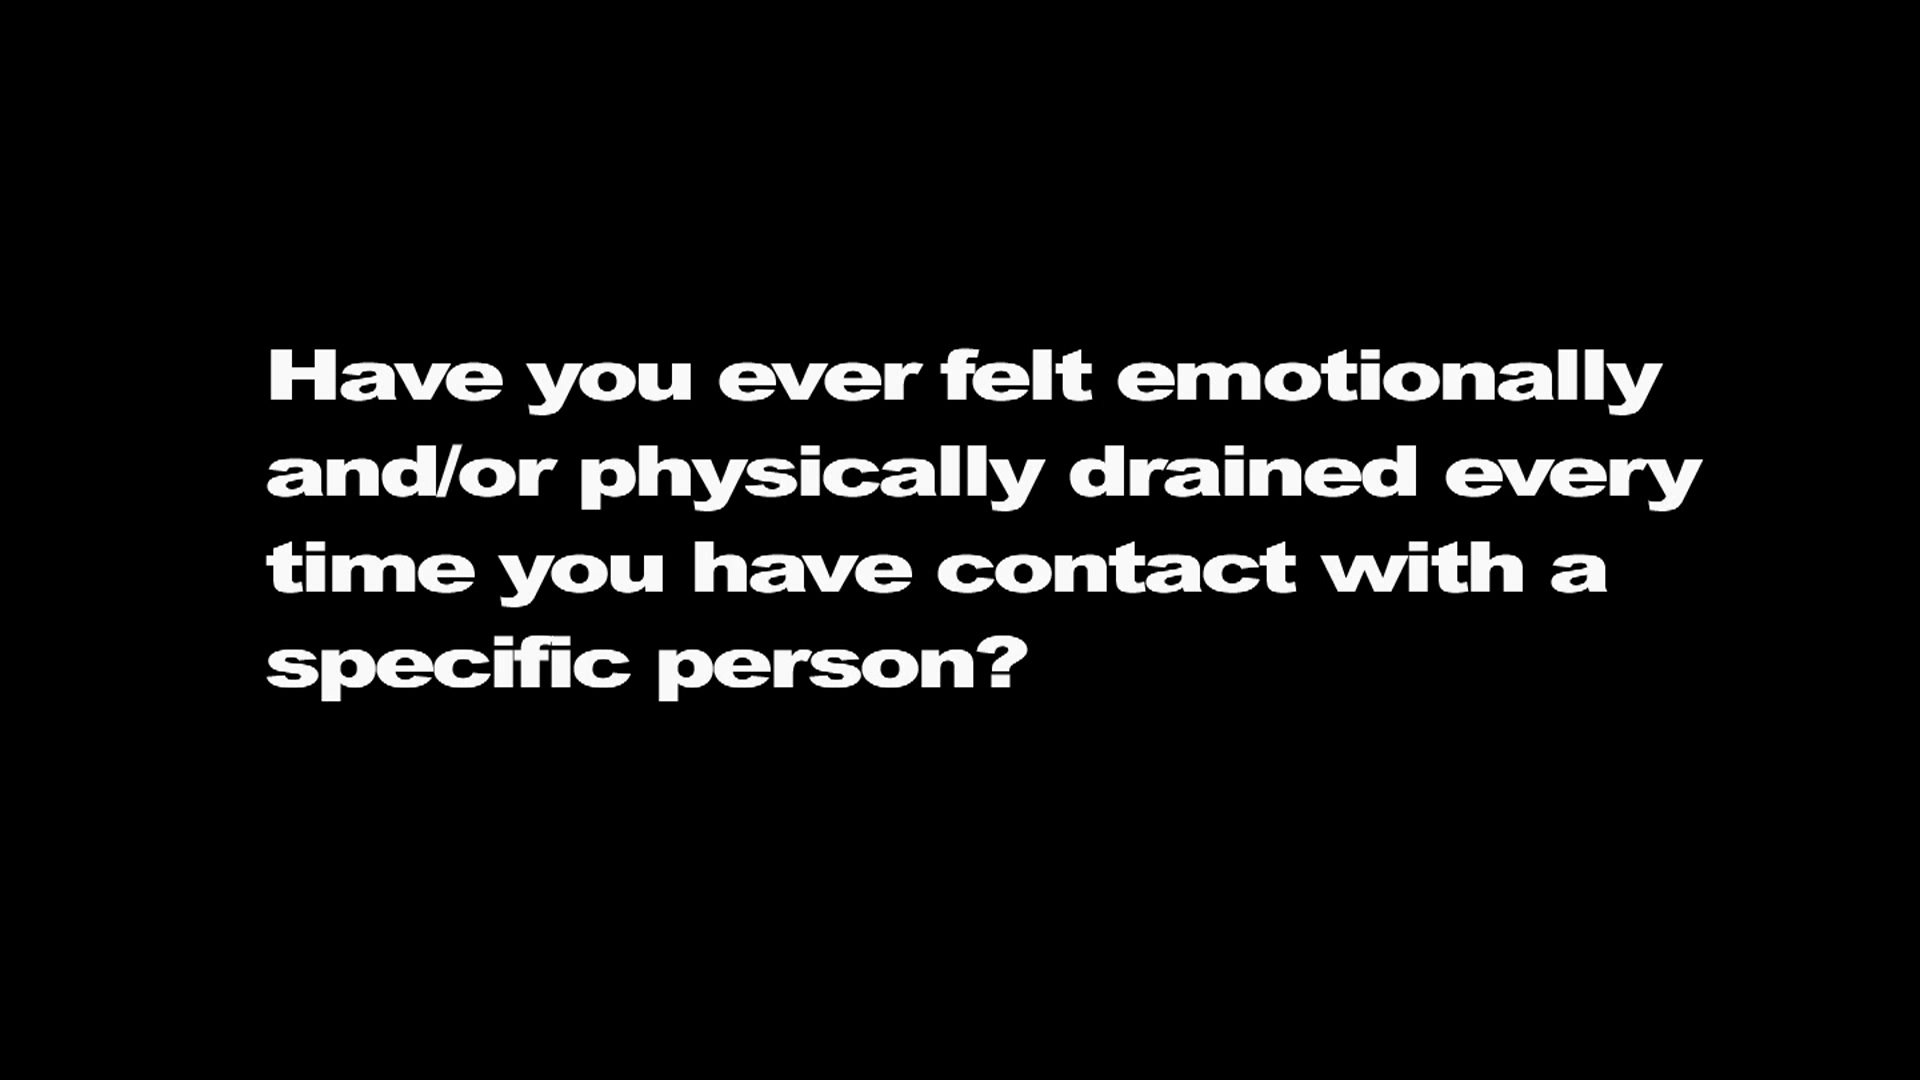 Have you ever felt emotionally
and/or physically drained every
time you have contact with a
specific person?